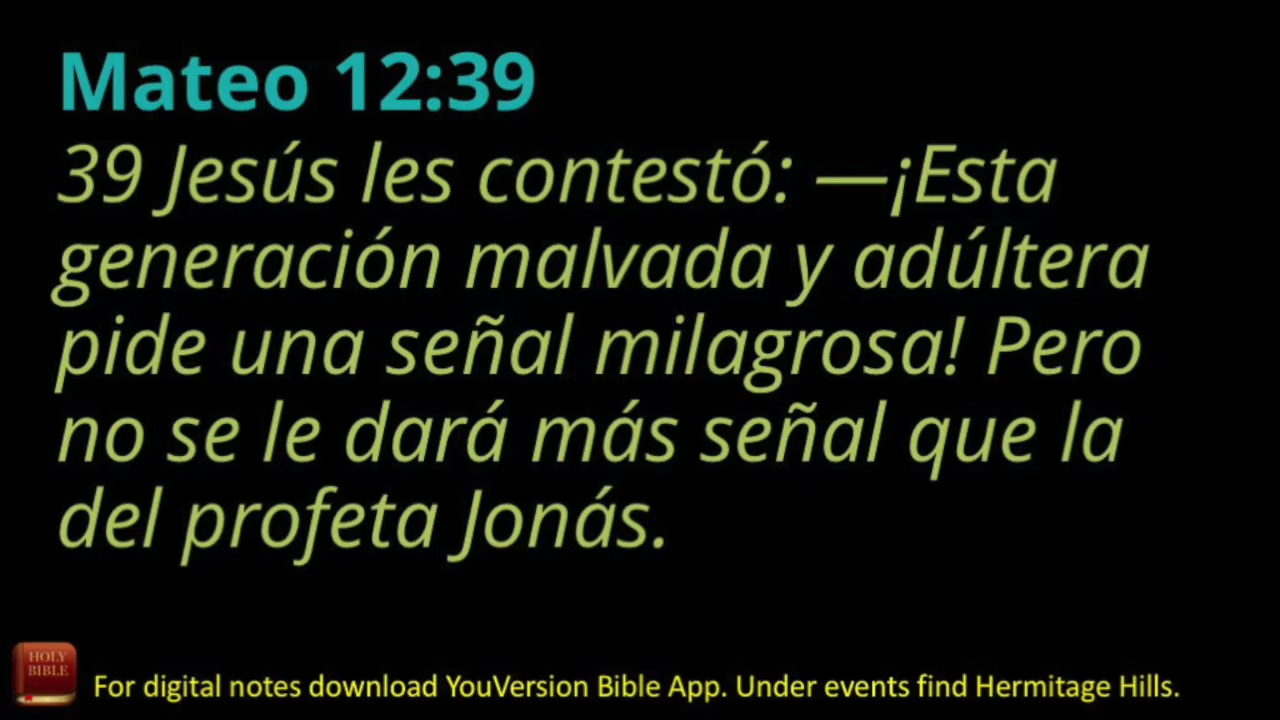 Mateo 12:39
39 Jesús les contestó: —¡Esta
generación malvada y adúltera
pide una señal milagrosa! Pero
no se le dará más señal que la
del profeta Jonás.
HOLY
BIBLE
For digital notes download YouVersion Bible App. Under events find Hermitage Hills.